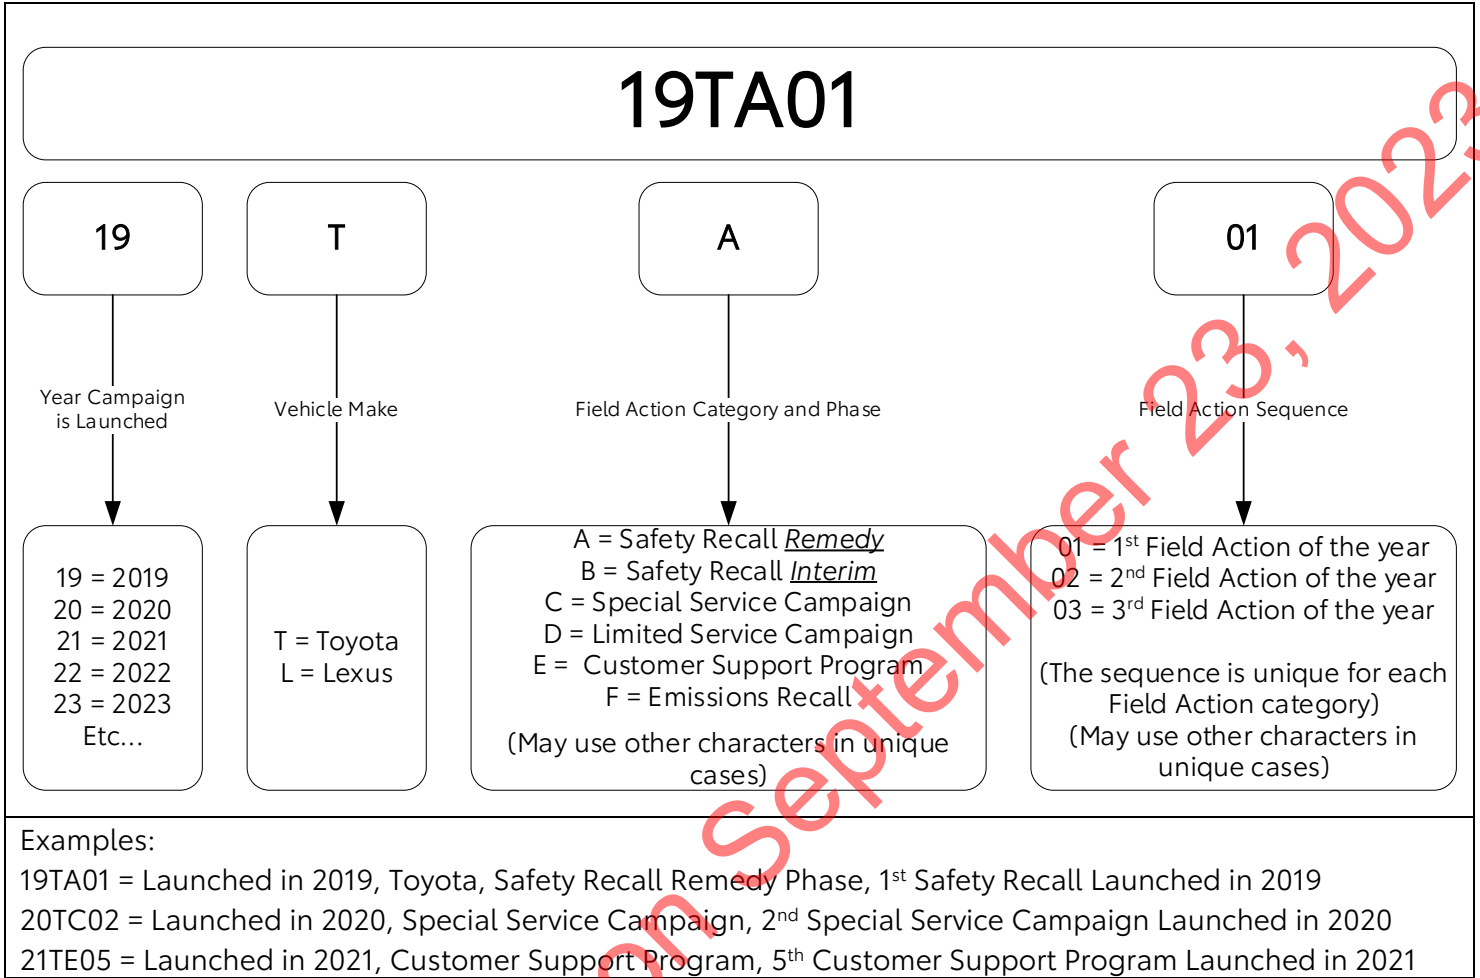 19TA01
19
T
A
01
Year Campaign
is Launched
Vehicle Make
Field Action Category and Phase
Field Action Sequence
19 = 2019
20 = 2020
21 = 2021
22 = 2022
23 = 2023
Etc...
T = Toyota
L = Lexus
A = Safety Recall Remedy
B = Safety Recall Interim
C = Special Service Campaign
D = Limited Service Campaign
E = Customer Support Program
F = Emissions Recall
(May use other characters in unique
cases)
01 = 1st Field Action of the year
02 = 2nd Field Action of the year
03 = 3rd Field Action of the year
(The sequence is unique for each
Field Action category)
(May use other characters in
unique cases)
Examples:
19TA01 = Launched in 2019, Toyota, Safety Recall Remedy Phase, 1st Safety Recall Launched in 2019
20TC02 = Launched in 2020, Special Service Campaign, 2nd Special Service Campaign Launched in 2020
21TE05 = Launched in 2021, Customer Support Program, 5th Customer Support Program Launched in 2021
on September 23, 2023